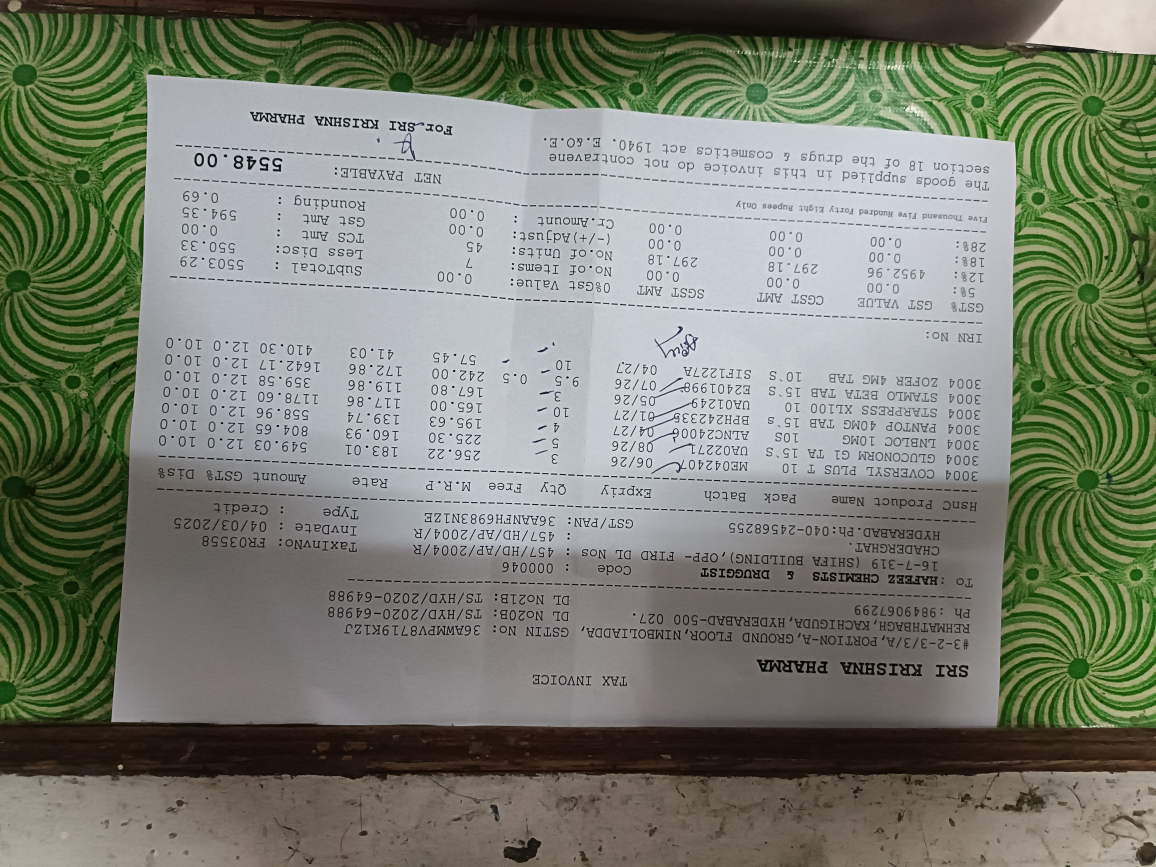 TAX INVOICE
SRI KRISHNA PHARMA
#3-2-3/3/A, PORTION-A, GROUND FLOOR, NIMBOLIADDA, GSTIN NO: 36AWMPV8719K1ZJ
REHMATHBAGH, KACHIGUDA, HYDERABAD-500 027. DL No20B: TS/HYD/2020-64988
Ph :9849067299 DL No21B: TS/HYD/2020-64988
To :HAFEEZ CHEMISTS & DRUGGIST Code : 000046
16-7-319 (SHIFA BUILDING),OPP- FIRD DL Nos : 457/HD/AP/2004/R TaxInvNo: FR03558
CHADERGHAT. : 457/HD/AP/2004/R InvDate : 04/03/2025
HYDERABAD.Ph:040-24568255 GST/PAN: 36AANFH6983N1ZE Type : Credit
HsnC Product Name Pack Batch Expriy Qty Free M.R.P Rate Amount GST% Dis%
3004 COVERSYL PLUS T 10 ME042407 06/26 3 256.22 183.01 549.03 12.0 10.0
3004 GLUCONORM G1 TA 15'S UA02271 08/26 5 225.30 160.93 804.65 12.0 10.0
3004 LNBLOC 10MG 10S ALNC24006 04/27 4 195.63 139.74 558.96 12.0 10.0
3004 PANTOP 40MG TAB 15's BPH242335 01/27 10 165.00 117.86 1178.60 12.0 10.0
3004 STARPRESS XL100 10 UA01249 05/26 3 167.80 119.86 359.58 12.0 10.0
3004 STAMLO BETA TAB 15'S E2401998 07/26 9.5 0.5 242.00 172.86 1642.17 12.0 10.0
3004 ZOFER 4MG TAB 10'S SIF1227A 04/27 10 57.45 41.03 410.30 12.0 10.0
IRN No:
GST% GST VALUE CGST AMT SGST AMT 0%Gst Value: 0.00 SubTotal : 5503.29
5%: 0.00 0.00 0.00 No.of Items: 7 Less Disc: 550.33
12%: 4952.96 297.18 297.18 No.of Units: 45 TCS Amt : 0.00
18%: 0.00 0.00 0.00 (-/+)Adjust: 0.00 Gst Amt : 594.35
28%: 0.00 0.00 0.00 Cr.Amount : 0.00 Rounding : 0.69
Five Thousand Five Hundred Forty Eight Rupees Only
NET PAYABLE: 5548.00
The goods supplied in this invoice do not contravene
section 18 of the drugs & cosmetics act 1940. E.&O.E.
For SRI KRISHNA PHARMA